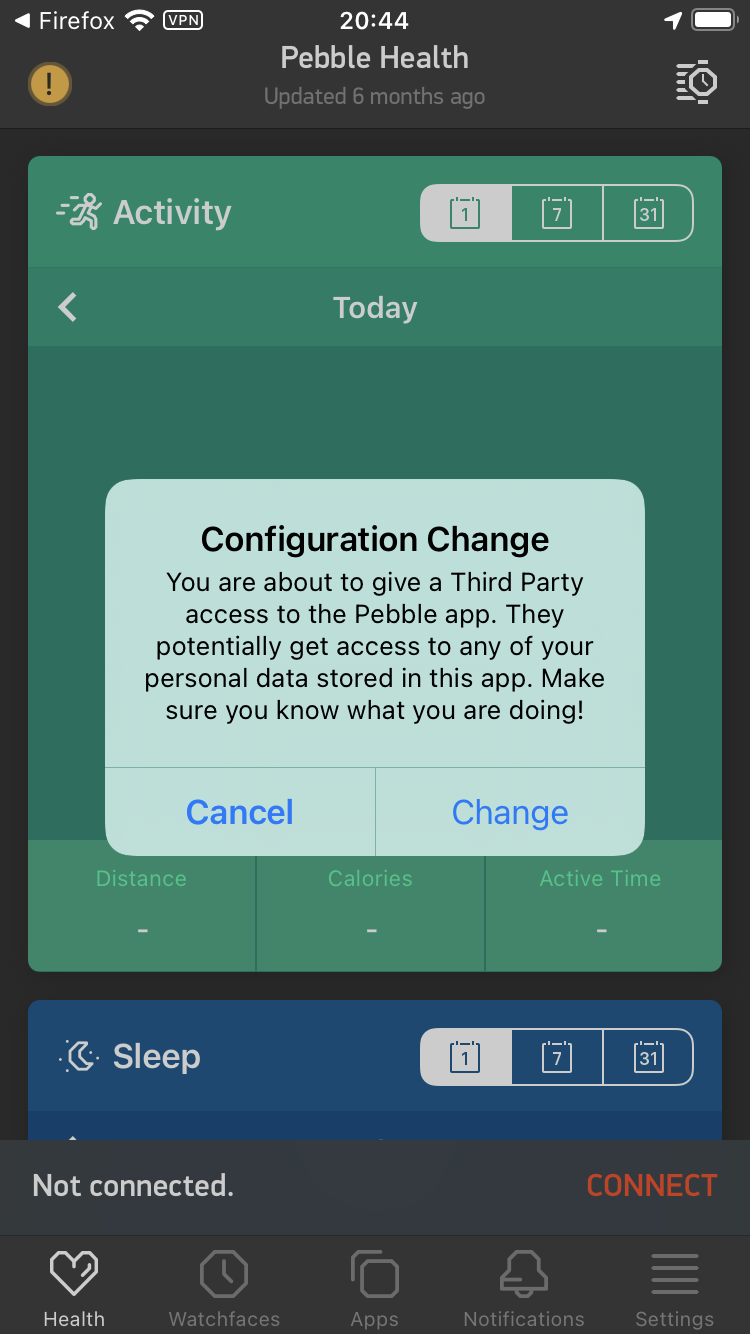 Firefox VPN 20:44
Pebble Health
!
Updated 6 months ago
Activity 1 7 31
Today
Configuration Change
You are about to give a Third Party
access to the Pebble app. They
potentially get access to any of your
personal data stored in this app. Make
sure you know what you are doing!
Cancel Change
Distance Calories Active Time
- - -
Sleep 1 7 31
Not connected. CONNECT
Health Watchfaces Apps Notifications Settings